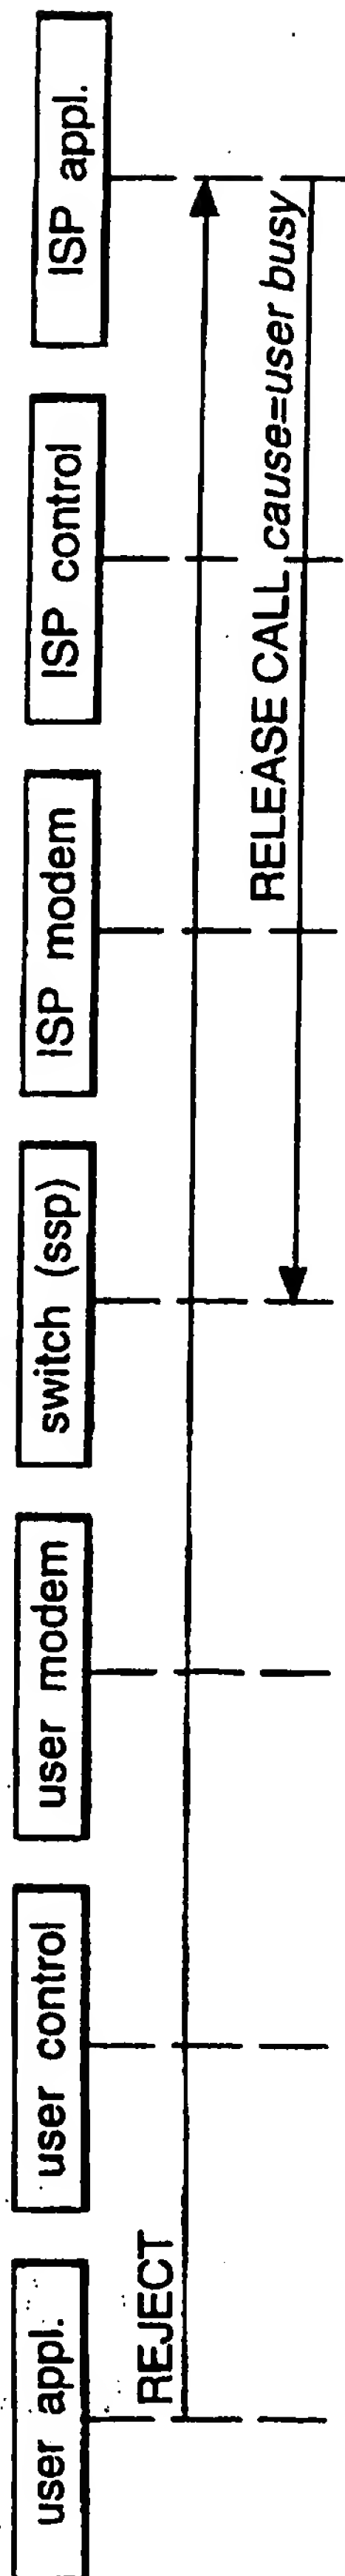 user appl.
user control
user modem
switch (ssp)
ISP modem
ISP control
ISP appl.
REJECT
RELEASE CALL cause=user busy